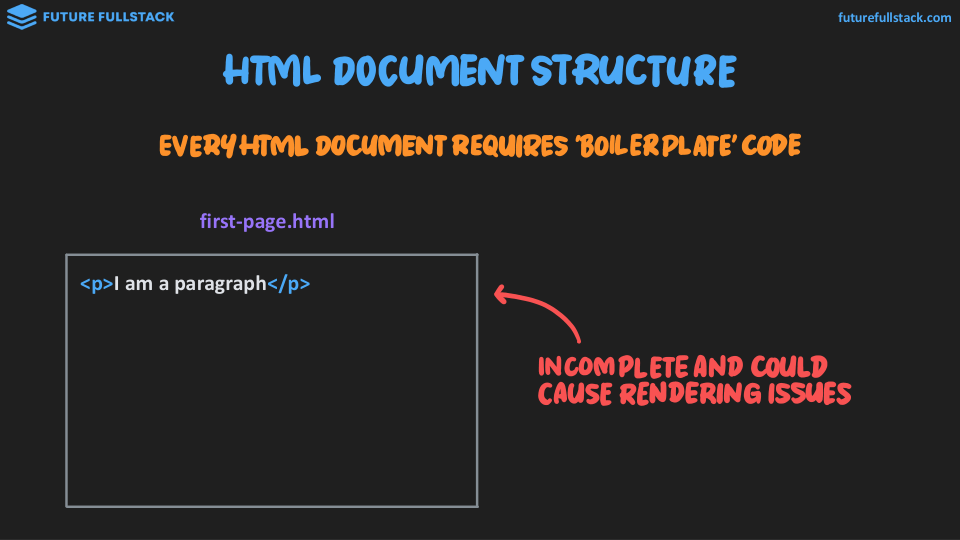 FUTURE FULLSTACK
futurefullstack.com
HTML DOCUMENT STRUCTURE
EVERY HTML DOCUMENT REQUIRES 'BOILERPLATE' CODE
first-page.html
<p>I am a paragraph</p>
INCOMPLETE AND COULD
CAUSE RENDERING ISSUES